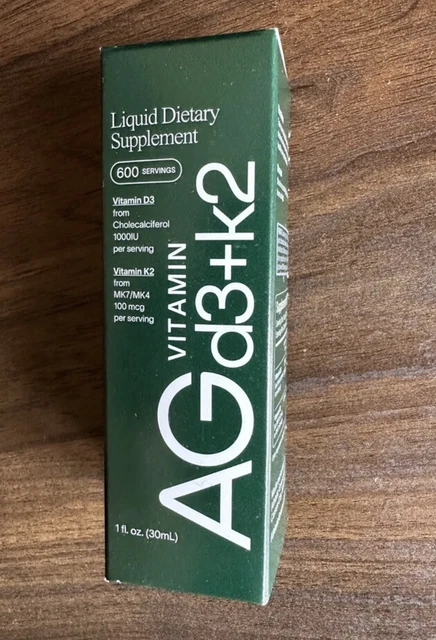 Liquid Dietary
Supplement
600 SERVINGS
Vitamin D3
from
Cholecalciferol
1000IU
per serving
Vitamin K2
from
MK7/MK4
100 mcg
per serving
VITAMIN
AG d3+k2
1 fl. oz. (30mL)